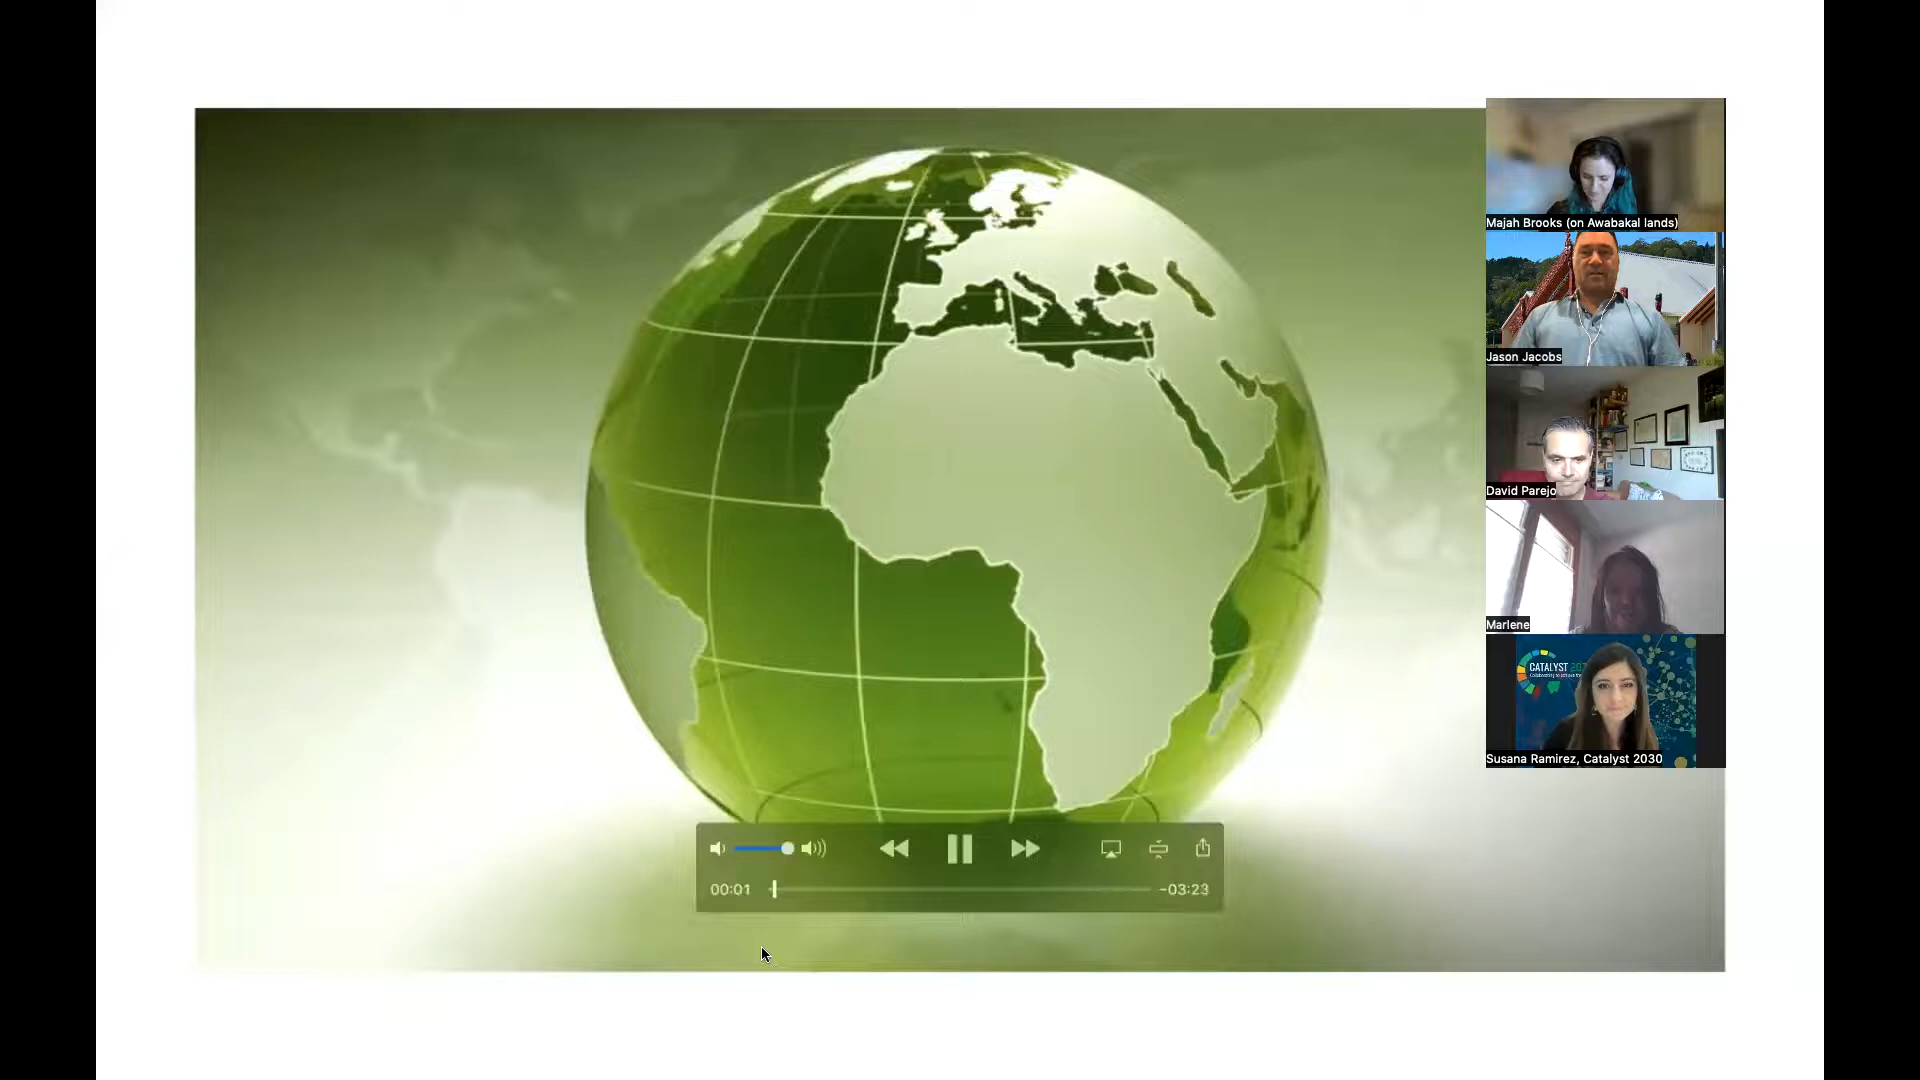 Majah Brooks (on Awabakal lands)
Jason Jacobs
David Parejo
Marlene
CATALYST 20
Susana Ramirez, Catalyst 2030
00:01
-03:23